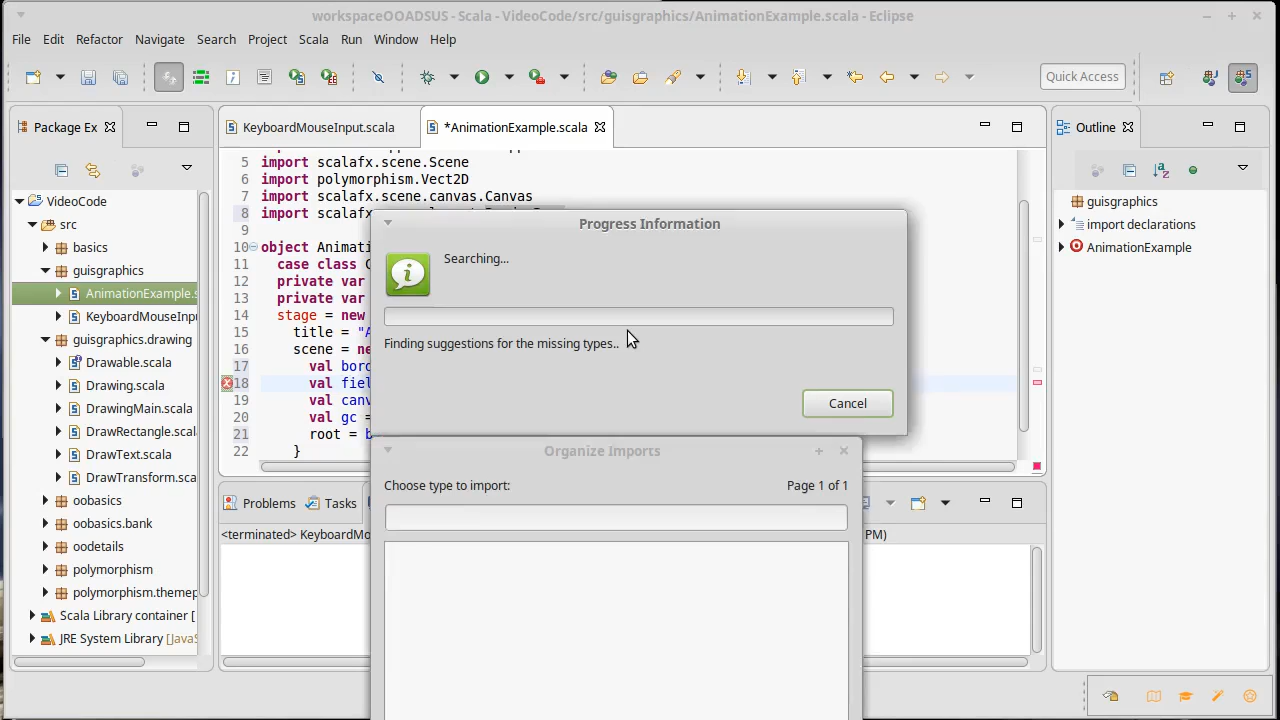 workspaceOOADSUS - Scala - VideoCode/src/guisgraphics/AnimationExample.scala - Eclipse
File Edit Refactor Navigate Search Project Scala Run Window Help
Quick Access
Package Ex
VideoCode
src
basics
guisgraphics
AnimationExample.s
KeyboardMouseInpu
guisgraphics.drawing
Drawable.scala
Drawing.scala
DrawingMain.scala
DrawRectangle.scal
DrawText.scala
DrawTransform.sca
oobasics
oobasics.bank
oodetails
polymorphism
polymorphism.themep
Scala Library container [
JRE System Library [JavaS
KeyboardMouseInput.scala
*AnimationExample.scala
5 import scalafx.scene.Scene
6 import polymorphism.Vect2D
7 import scalafx.scene.canvas.Canvas
8 import scalafx
9
10 object Animati
11 case class
12 private var
13 private var
14 stage = new
15 title = "A
16 scene = ne
17 val bord
18 val fiel
19 val canv
20 val gc =
21 root = b
22 }
Progress Information
Searching...
Finding suggestions for the missing types..
Cancel
Organize Imports
Choose type to import: Page 1 of 1
Problems Tasks
<terminated> KeyboardMo
PM)
Outline
guisgraphics
import declarations
AnimationExample